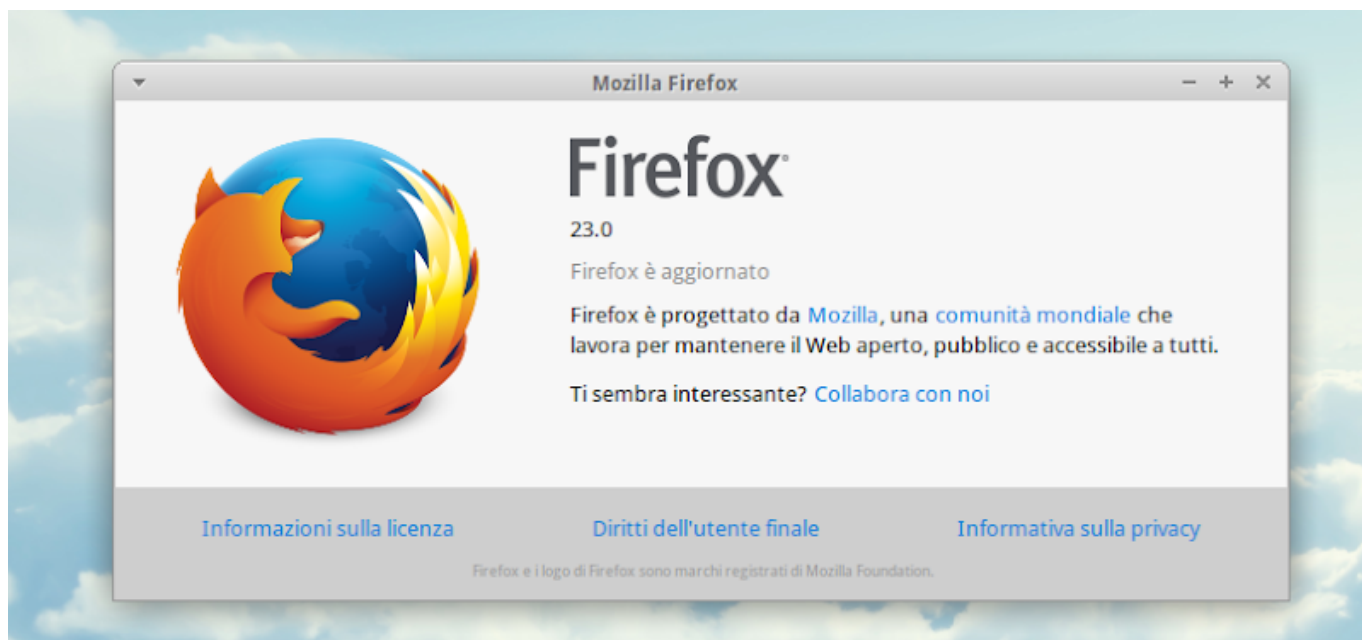 Mozilla Firefox
Firefox
23.0
Firefox è aggiornato
Firefox è progettato da Mozilla, una comunità mondiale che
lavora per mantenere il Web aperto, pubblico e accessibile a tutti.
Ti sembra interessante? Collabora con noi
Informazioni sulla licenza Diritti dell'utente finale Informativa sulla privacy
Firefox e i logo di Firefox sono marchi registrati di Mozilla Foundation.